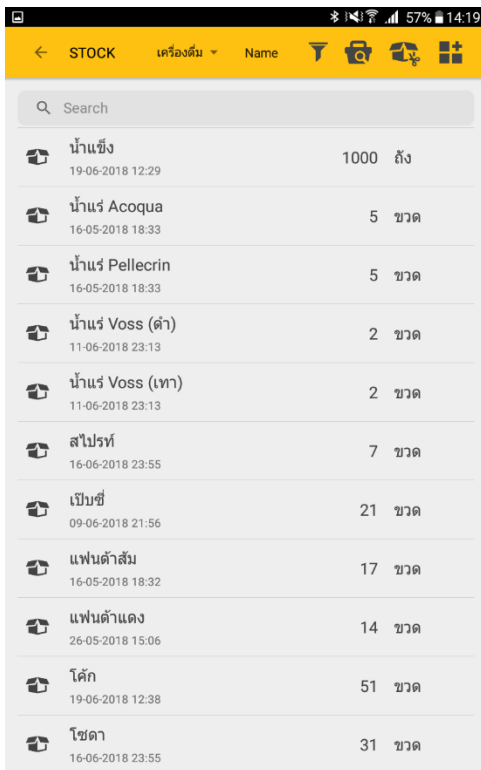 57% 14:19
STOCK เครื่องดื่ม Name
Search
น้ำแข็ง 1000 ถัง
19-06-2018 12:29
น้ำแร่ Acoqua 5 ขวด
16-05-2018 18:33
น้ำแร่ Pellecrin 5 ขวด
16-05-2018 18:33
น้ำแร่ Voss (ดำ) 2 ขวด
11-06-2018 23:13
น้ำแร่ Voss (เทา) 2 ขวด
11-06-2018 23:13
สไปรท์ 7 ขวด
16-06-2018 23:55
เป๊บซี่ 21 ขวด
09-06-2018 21:56
แฟนต้าส้ม 17 ขวด
16-05-2018 18:32
แฟนต้าแดง 14 ขวด
26-05-2018 15:06
โค้ก 51 ขวด
19-06-2018 12:38
โซดา 31 ขวด
16-06-2018 23:55